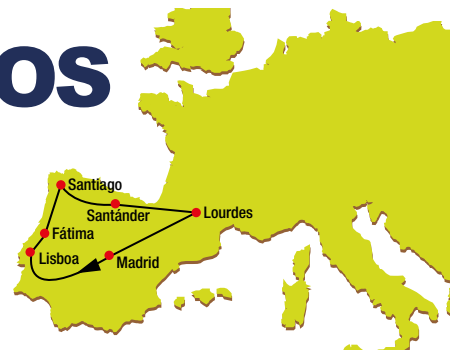 OS
Santiago
Santánder
Lourdes
Fátima
Lisboa
Madrid